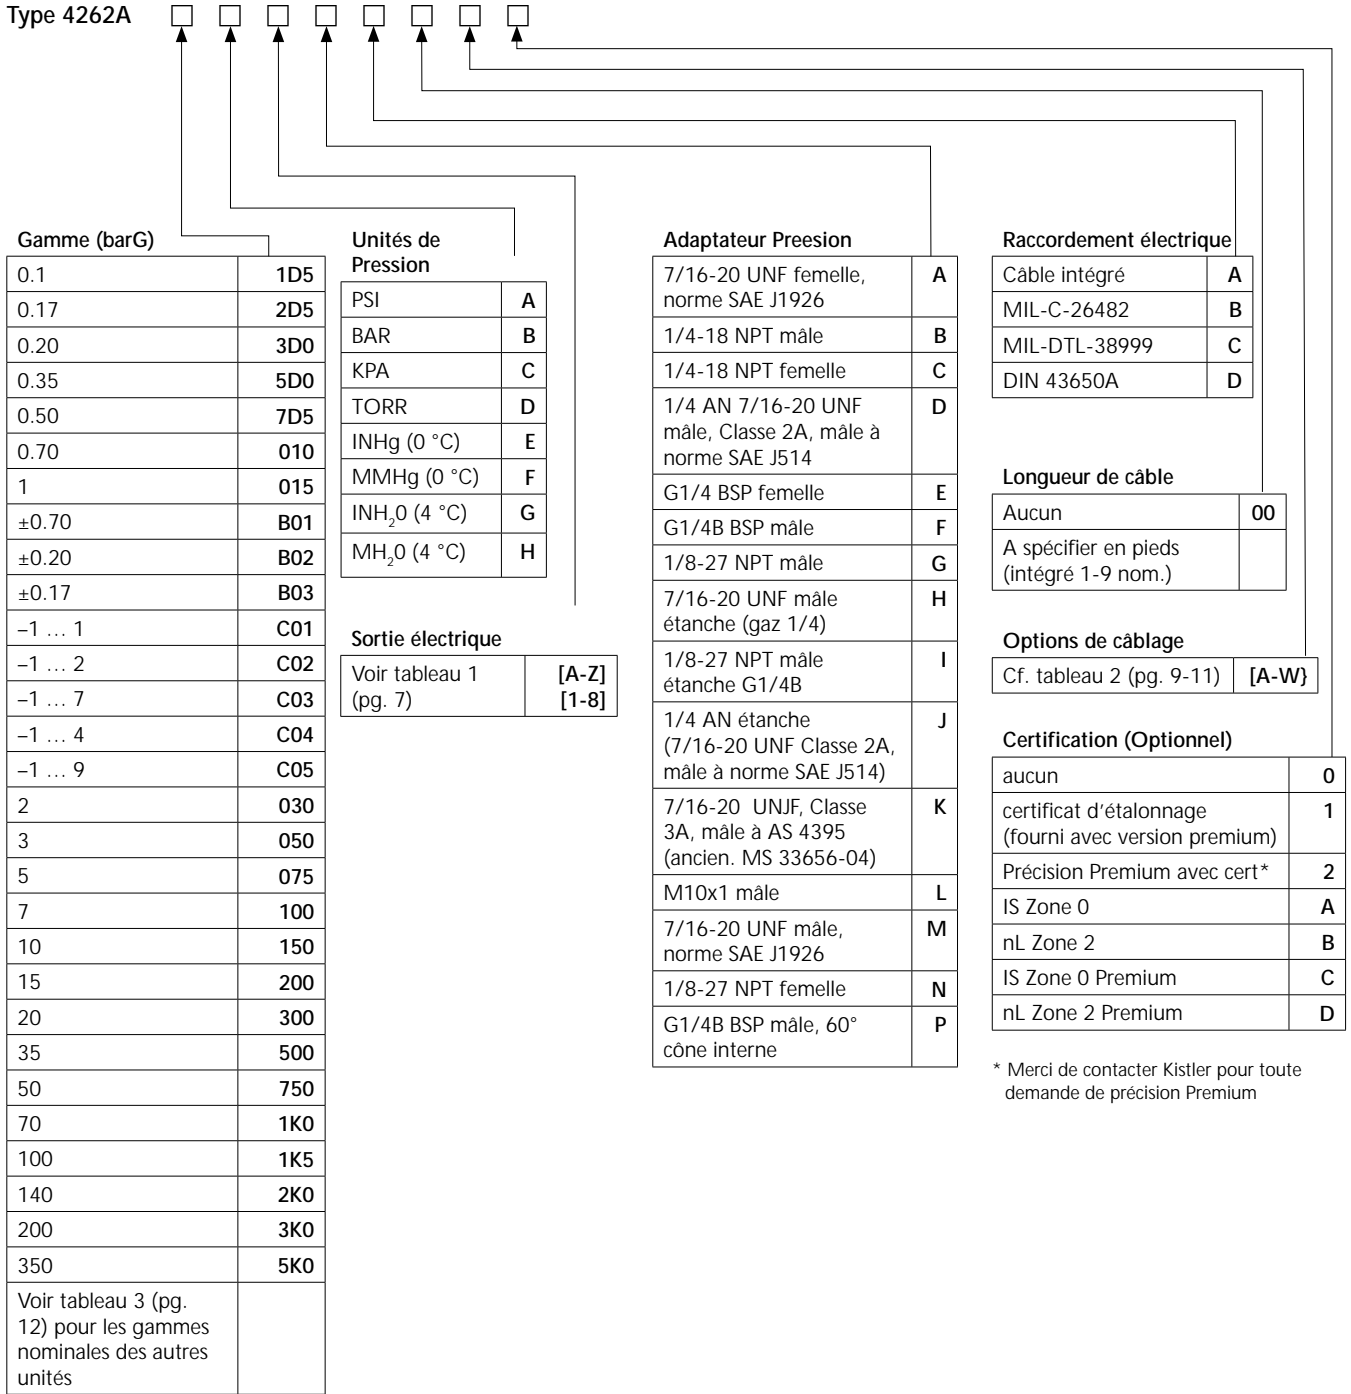 Type 4262A
Gamme (barG)
0.1 1D5
0.17 2D5
0.20 3D0
0.35 5D0
0.50 7D5
0.70 010
1 015
±0.70 B01
±0.20 B02
±0.17 B03
–1 … 1 C01
–1 … 2 C02
–1 … 7 C03
–1 … 4 C04
–1 … 9 C05
2 030
3 050
5 075
7 100
10 150
15 200
20 300
35 500
50 750
70 1K0
100 1K5
140 2K0
200 3K0
350 5K0
Voir tableau 3 (pg.
12) pour les gammes
nominales des autres
unités
Unités de
Pression
PSI A
BAR B
KPA C
TORR D
INHg (0 °C) E
MMHg (0 °C) F
INH₂0 (4 °C) G
MH₂0 (4 °C) H
Sortie électrique
Voir tableau 1 [A-Z]
(pg. 7) [1-8]
Adaptateur Preesion
7/16-20 UNF femelle, A
norme SAE J1926
1/4-18 NPT mâle B
1/4-18 NPT femelle C
1/4 AN 7/16-20 UNF D
mâle, Classe 2A, mâle à
norme SAE J514
G1/4 BSP femelle E
G1/4B BSP mâle F
1/8-27 NPT mâle G
7/16-20 UNF mâle H
étanche (gaz 1/4)
1/8-27 NPT mâle I
étanche G1/4B
1/4 AN étanche J
(7/16-20 UNF Classe 2A,
mâle à norme SAE J514)
7/16-20 UNJF, Classe K
3A, mâle à AS 4395
(ancien. MS 33656-04)
M10x1 mâle L
7/16-20 UNF mâle, M
norme SAE J1926
1/8-27 NPT femelle N
G1/4B BSP mâle, 60° P
cône interne
Raccordement électrique
Câble intégré A
MIL-C-26482 B
MIL-DTL-38999 C
DIN 43650A D
Longueur de câble
Aucun 00
A spécifier en pieds
(intégré 1-9 nom.)
Options de câblage
Cf. tableau 2 (pg. 9-11) [A-W}
Certification (Optionnel)
aucun 0
certificat d'étalonnage 1
(fourni avec version premium)
Précision Premium avec cert* 2
IS Zone 0 A
nL Zone 2 B
IS Zone 0 Premium C
nL Zone 2 Premium D
* Merci de contacter Kistler pour toute
demande de précision Premium